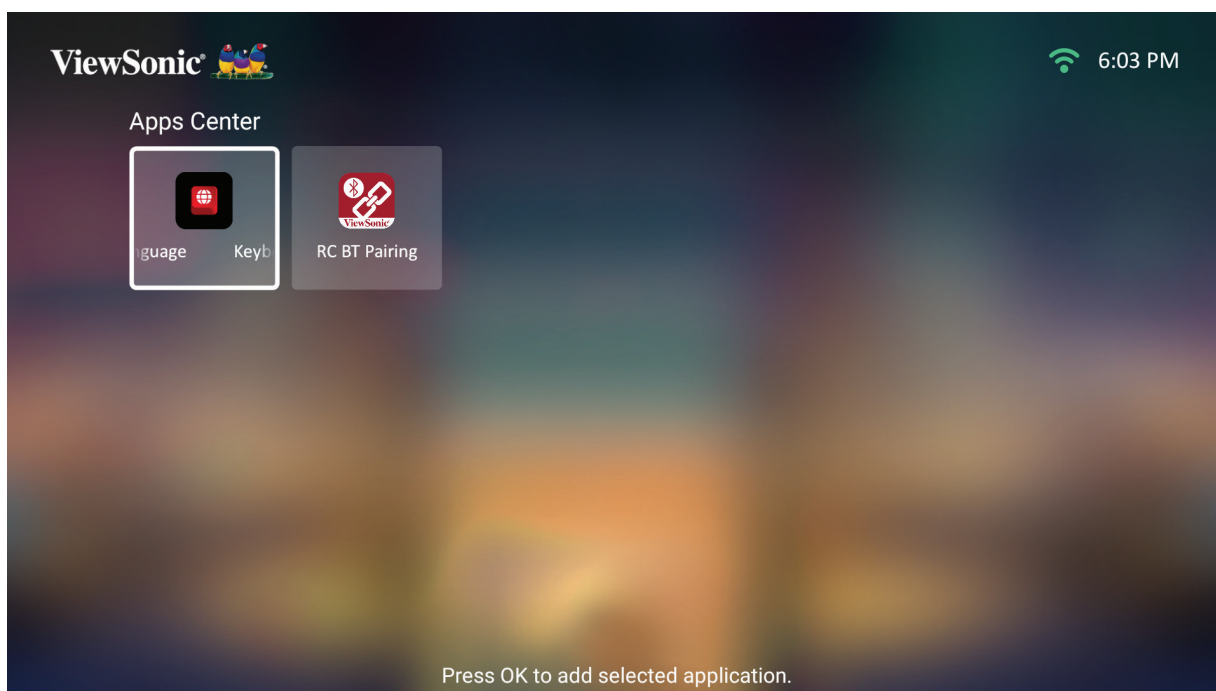 ViewSonic
6:03 PM
Apps Center
guage Keyb
ViewSonic
RC BT Pairing
Press OK to add selected application.